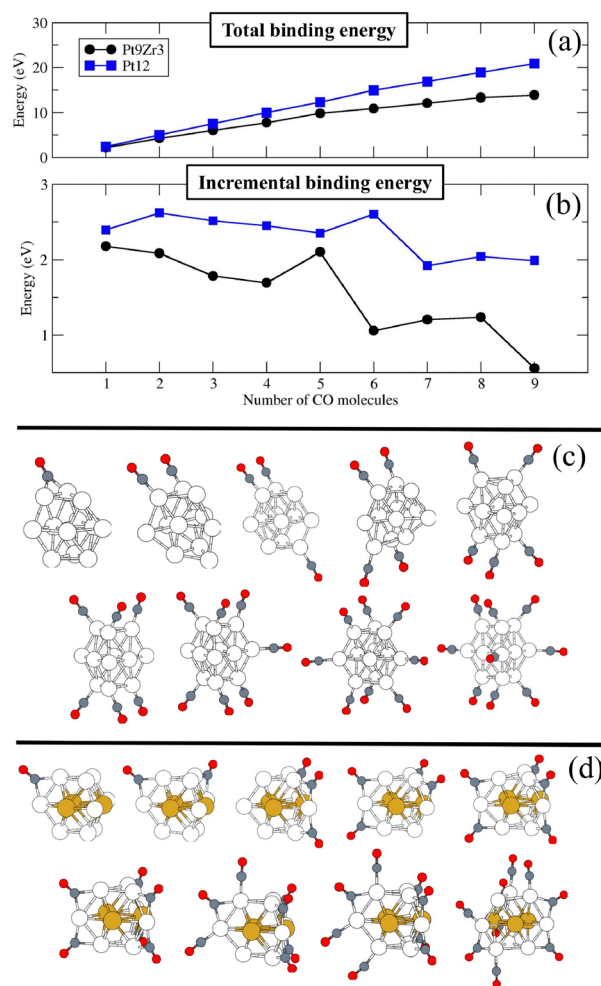 Total binding energy
(a)
Pt9Zr3
Pt12
Energy (eV)
30
20
10
0
Incremental binding energy
(b)
Energy (eV)
3
2
1
1 2 3 4 5 6 7 8 9
Number of CO molecules
(c)
(d)